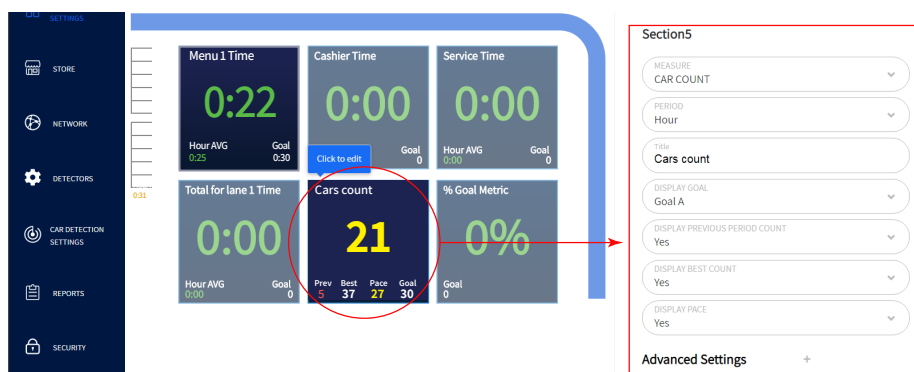 SETTINGS
STORE
NETWORK
DETECTORS
CAR DETECTION
SETTINGS
REPORTS
SECURITY
0:31
Menu 1 Time
0:22
Hour AVG Goal
0:25 0:30
Cashier Time
0:00
Goal
0
Click to edit
Service Time
0:00
Hour AVG Goal
0:00 0
Total for lane 1 Time
0:00
Hour AVG Goal
0:00 0
Cars count
21
Prev Best Pace Goal
5 37 27 30
% Goal Metric
0%
Goal
0
Section5
MEASURE
CAR COUNT
PERIOD
Hour
Title
Cars count
DISPLAY GOAL
Goal A
DISPLAY PREVIOUS PERIOD COUNT
Yes
DISPLAY BEST COUNT
Yes
DISPLAY PACE
Yes
Advanced Settings +